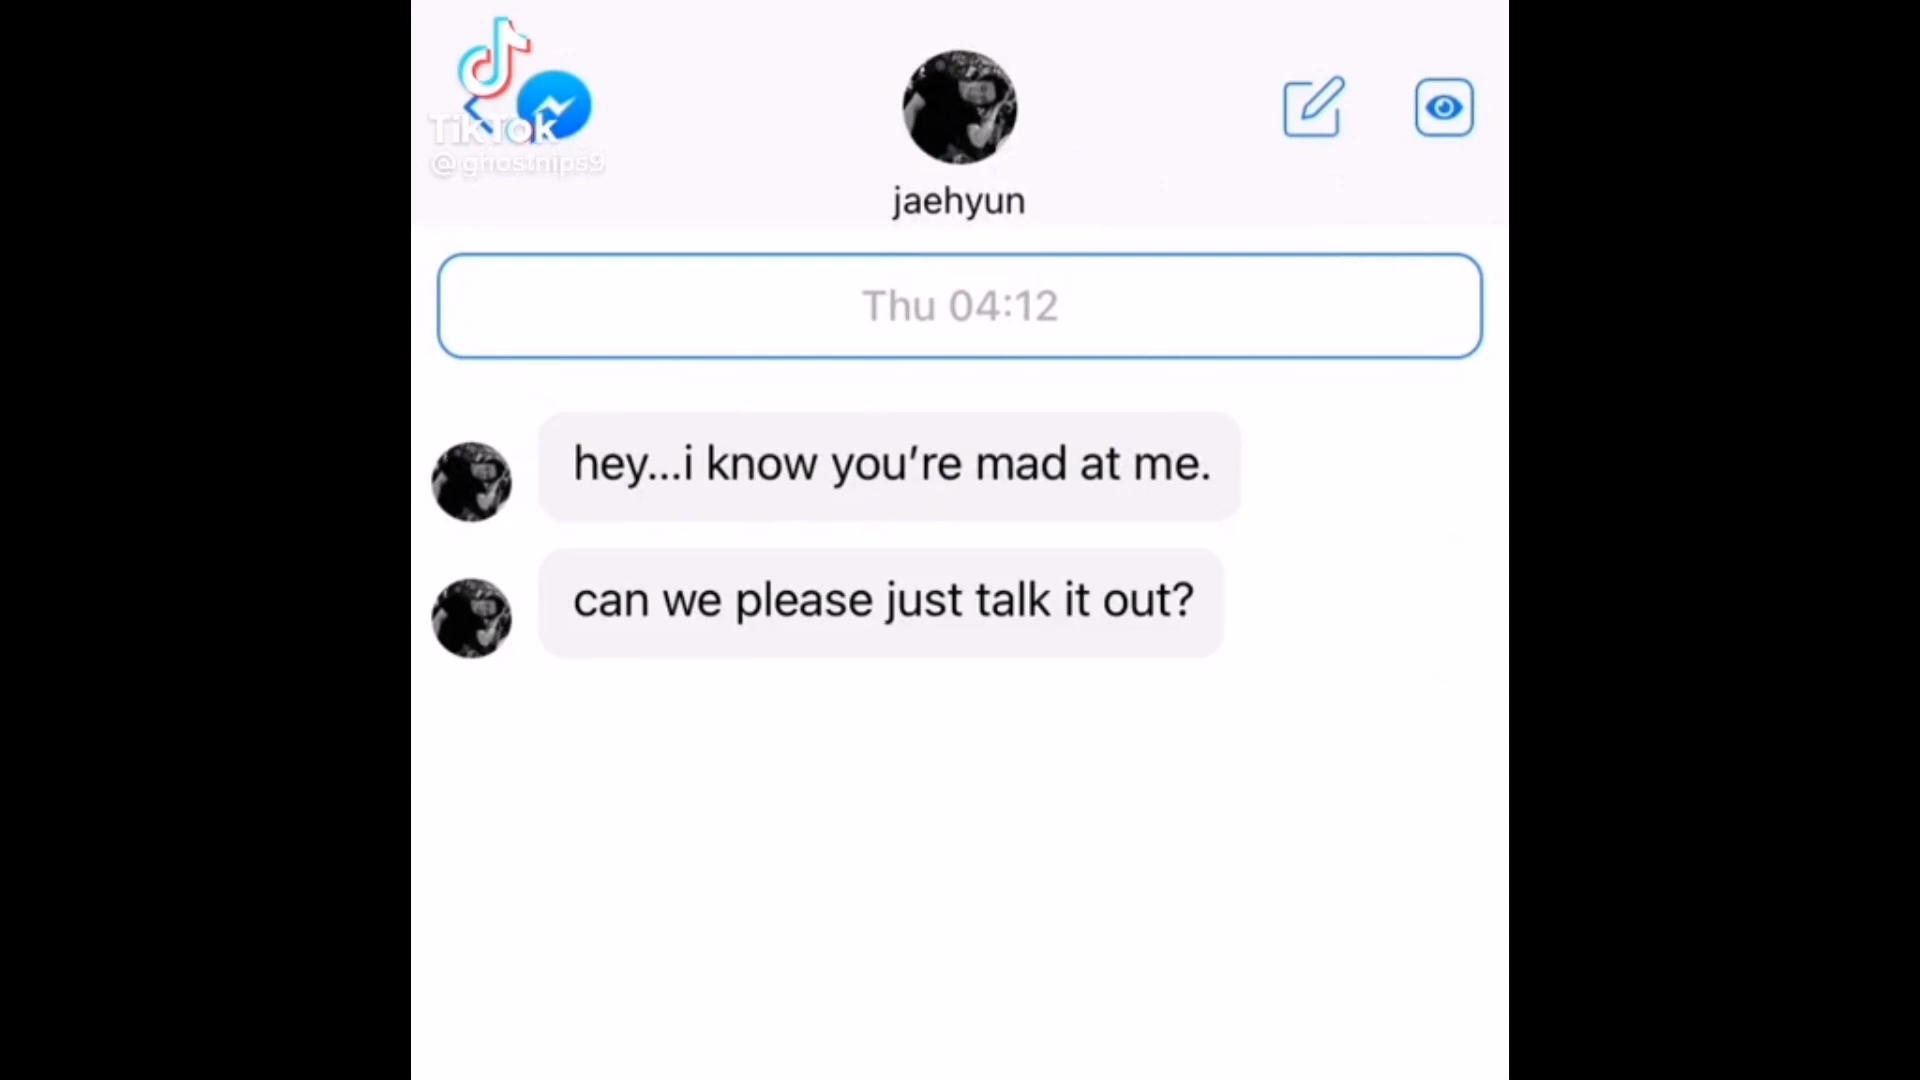 TikTok
@ghostnips9
jaehyun
Thu 04:12
hey...i know you’re mad at me.
can we please just talk it out?